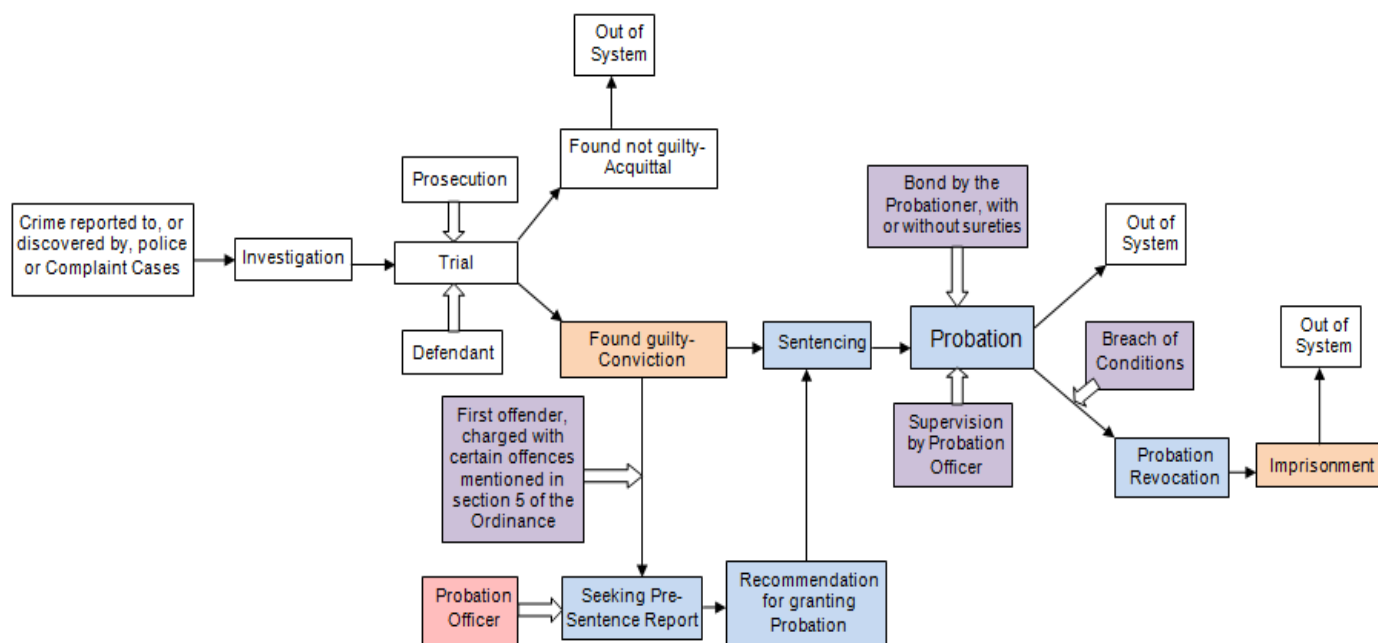 Out of
System
Found not guilty-
Acquittal
Prosecution
Crime reported to, or
discovered by, police
or Complaint Cases
Investigation
Trial
Defendant
Found guilty-
Conviction
Sentencing
Bond by the
Probationer, with
or without sureties
Probation
Out of
System
Breach of
Conditions
Out of
System
First offender,
charged with
certain offences
mentioned in
section 5 of the
Ordinance
Supervision
by Probation
Officer
Probation
Revocation
Imprisonment
Probation
Officer
Seeking Pre-
Sentence Report
Recommendation
for granting
Probation